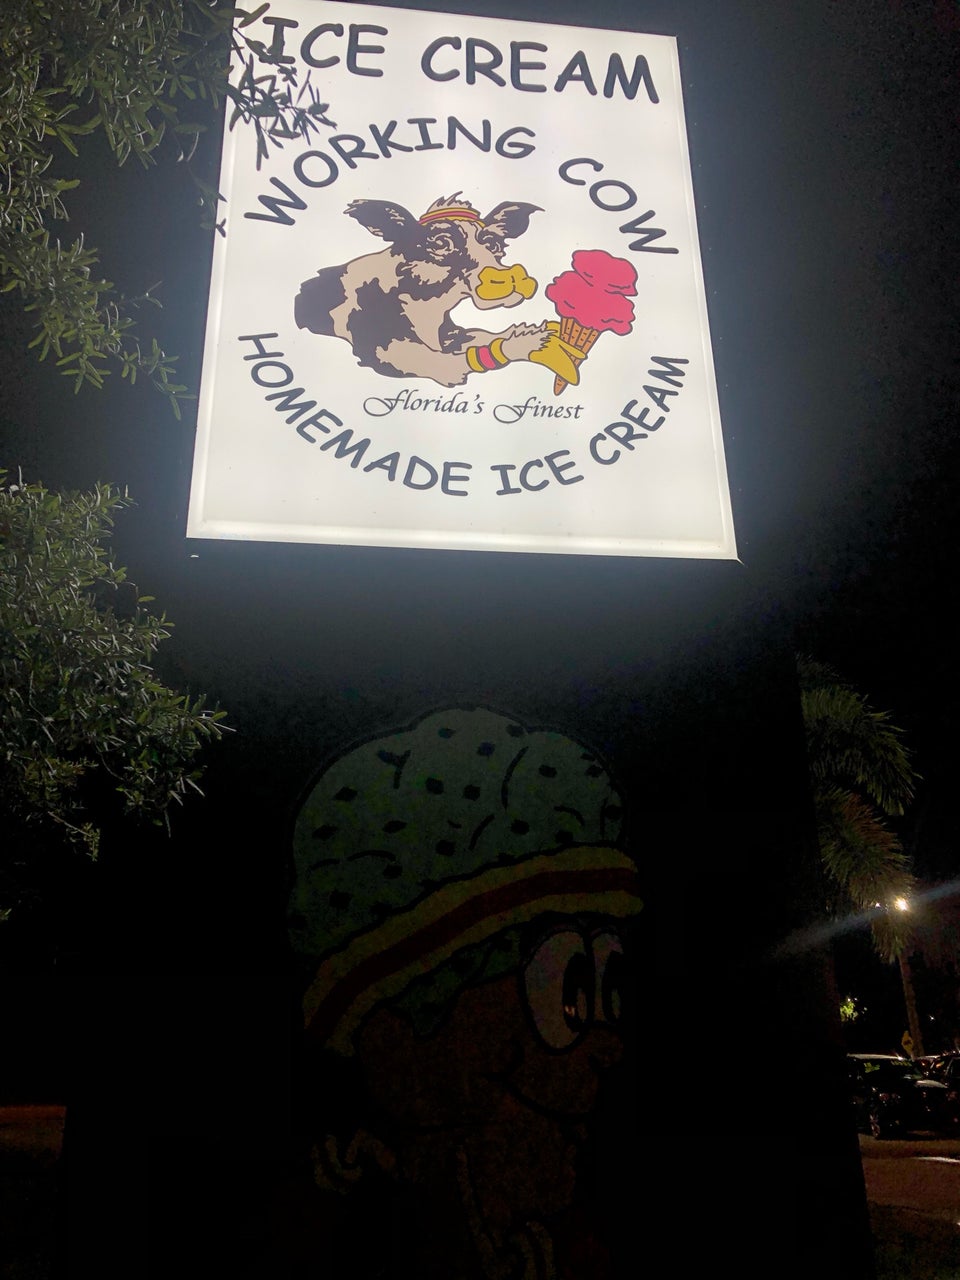 ICE CREAM
WORKING COW
Florida's Finest
HOMEMADE ICE CREAM